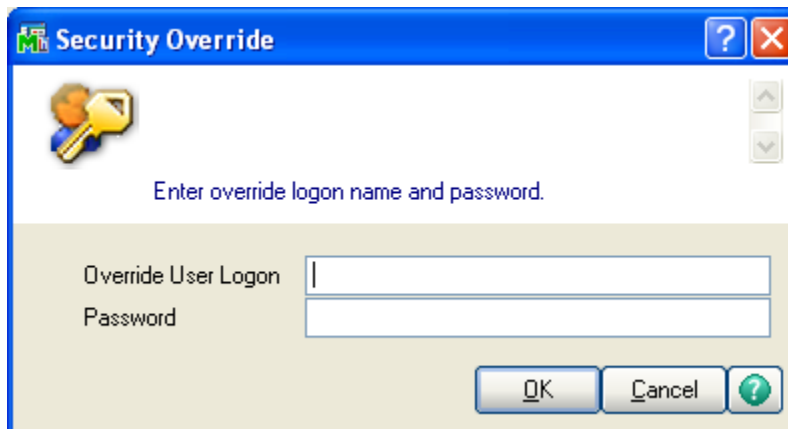 Security Override
?
Enter override logon name and password.
Override User Logon
Password
OK
Cancel
?